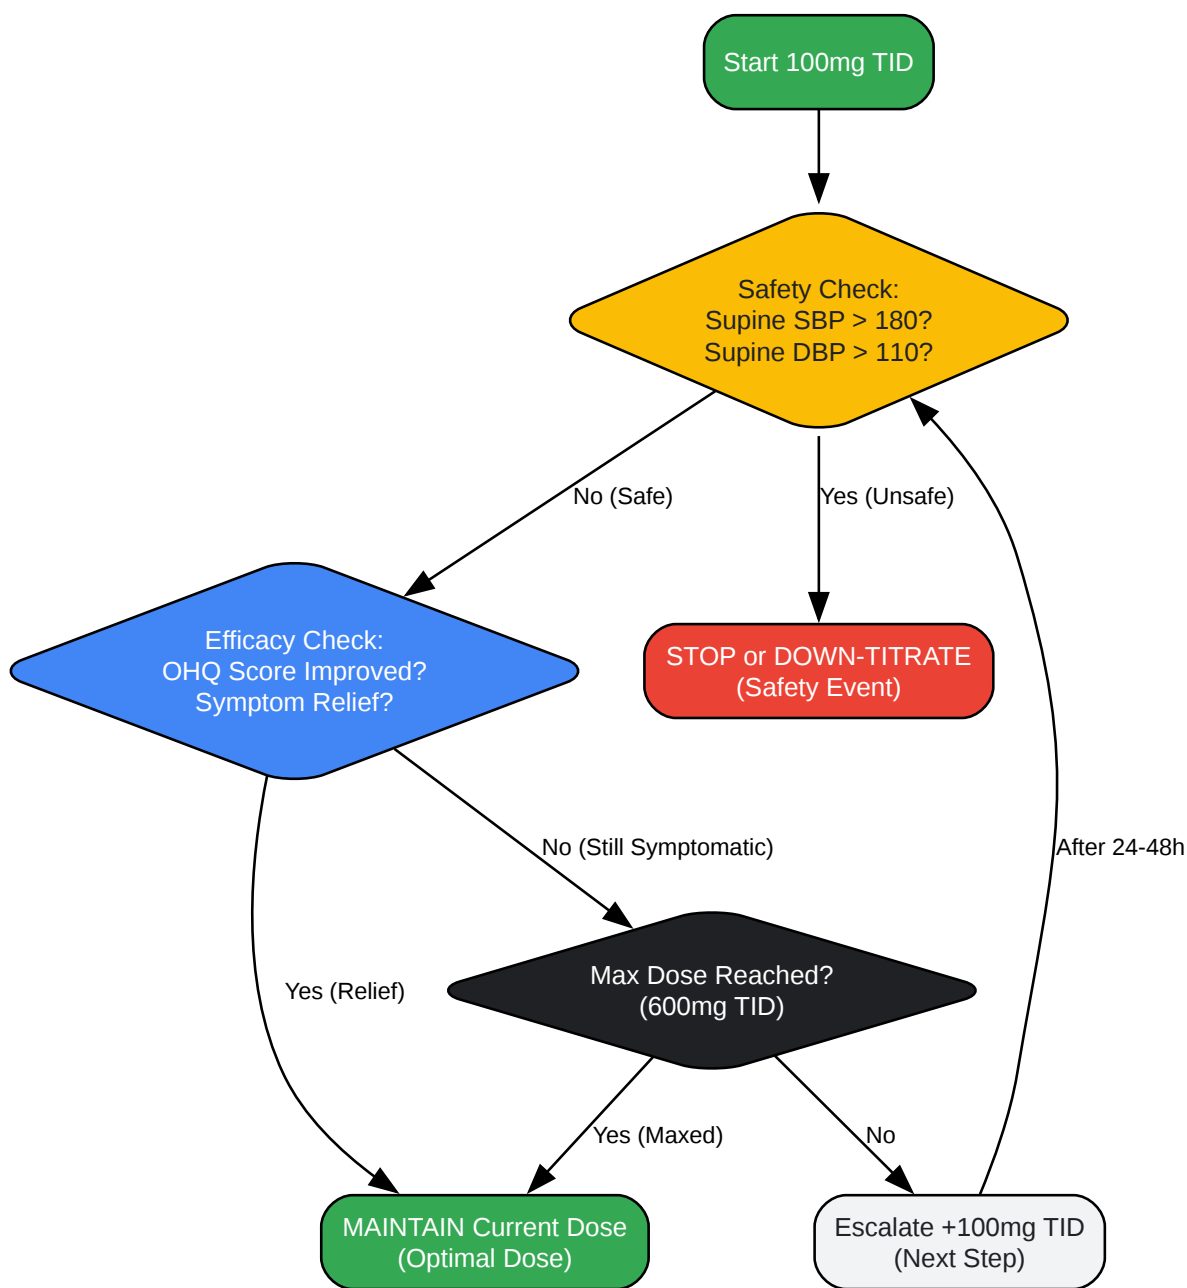 Start 100mg TID
Safety Check:
Supine SBP > 180?
Supine DBP > 110?
No (Safe)
Yes (Unsafe)
Efficacy Check:
OHQ Score Improved?
Symptom Relief?
STOP or DOWN-TITRATE
(Safety Event)
No (Still Symptomatic)
After 24-48h
Yes (Relief)
Max Dose Reached?
(600mg TID)
Yes (Maxed)
No
MAINTAIN Current Dose
(Optimal Dose)
Escalate +100mg TID
(Next Step)